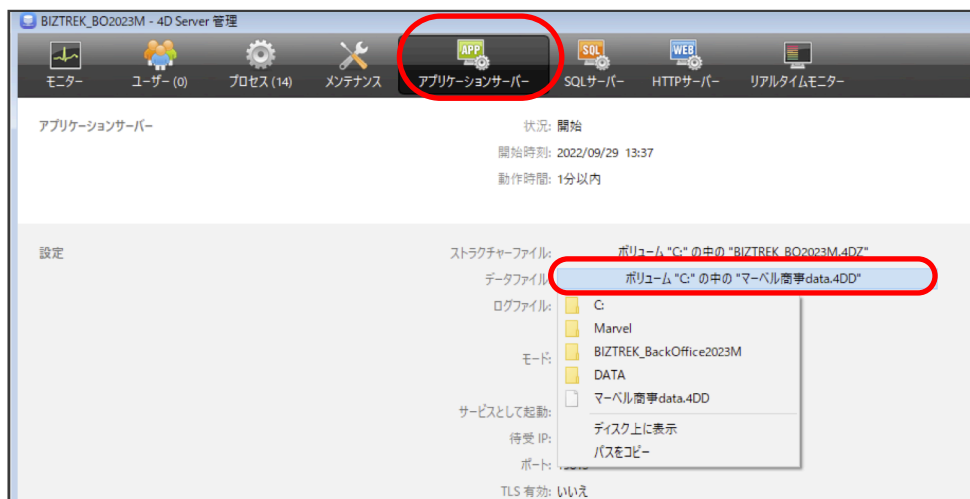 BIZTREK_BO2023M - 4D Server 管理
モニター ユーザー (0) プロセス (14) メンテナンス アプリケーションサーバー SQLサーバー HTTPサーバー リアルタイムモニター
APP SQL WEB
アプリケーションサーバー 状況: 開始
開始時刻: 2022/09/29 13:37
動作時間: 1分以内
設定 ストラクチャーファイル: ボリューム "C:" の中の "BIZTREK_BO2023M.4DZ"
データファイル ボリューム "C:" の中の "マーベル商事data.4DD"
ログファイル: C:
Marvel
モード: BIZTREK_BackOffice2023M
DATA
マーベル商事data.4DD
サービスとして起動:
ディスク上に表示
待受 IP:
パスをコピー
ポート:
TLS 有効: いいえ